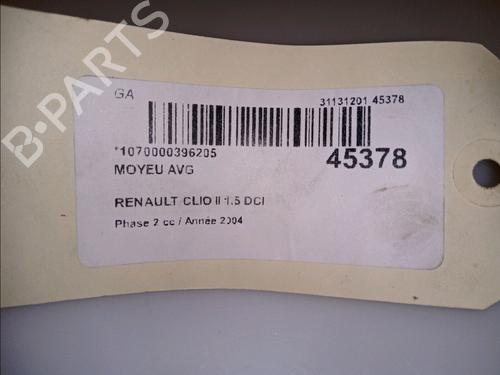 B-PARTS
GA
31131201 45378
*1070000396205
45378
MOYEU AVG
RENAULT CLIO II 1.5 DCI
Phase 2 cc / Année 2004